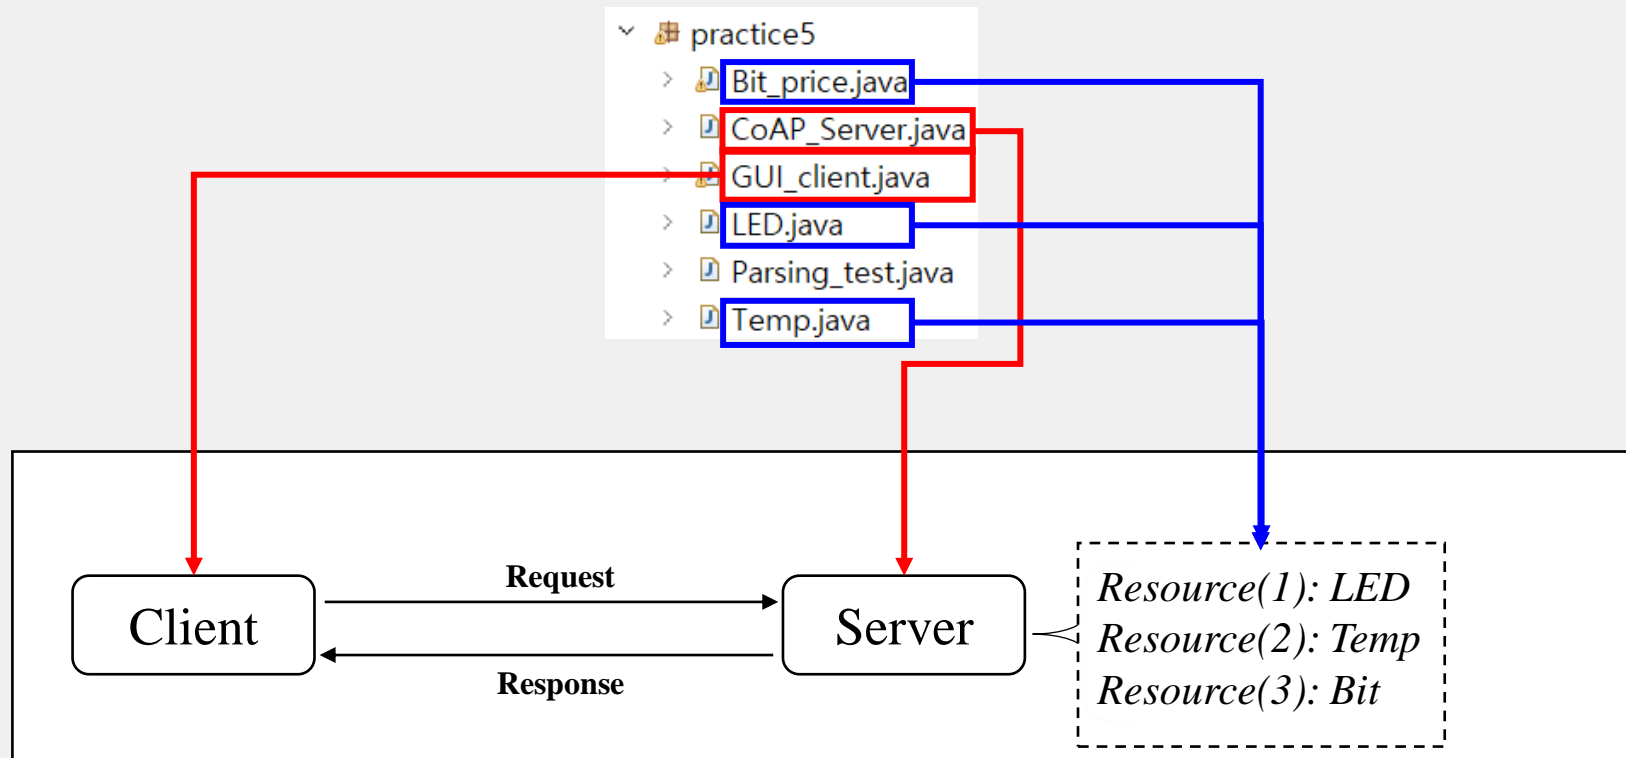 practice5
Bit_price.java
CoAP_Server.java
GUI_client.java
LED.java
Parsing_test.java
Temp.java
Request
Client
Server
Response
Resource(1): LED
Resource(2): Temp
Resource(3): Bit